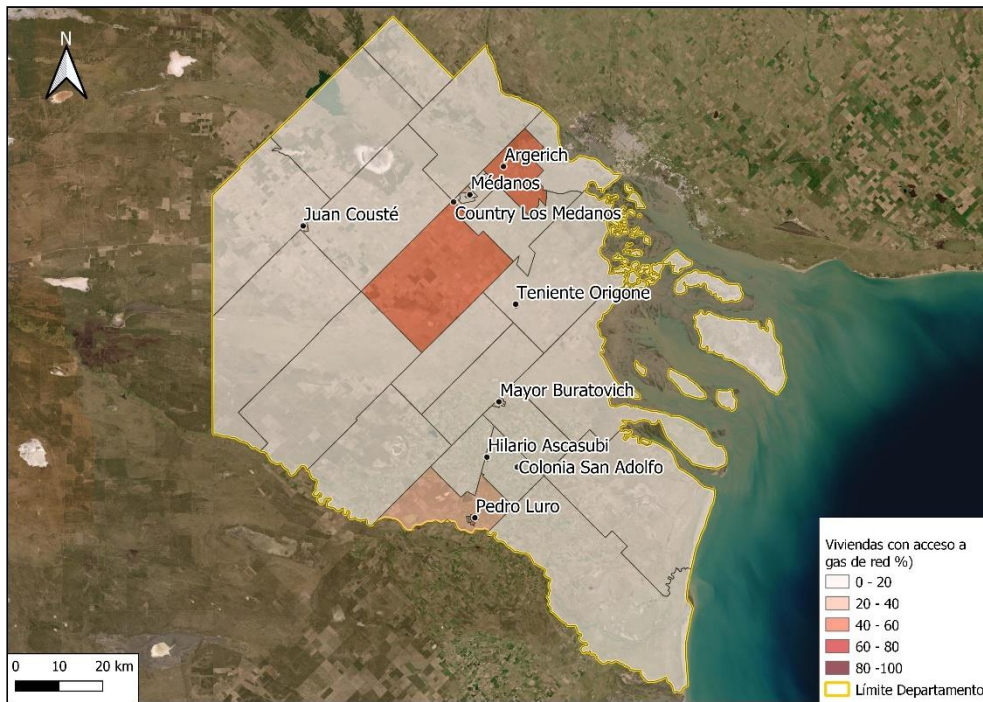 N
Argerich
Médanos
Juan Cousté
Country Los Medanos
Teniente Origone
Mayor Buratovich
Hilario Ascasubi
Colonia San Adolfo
Pedro Luro
Viviendas con acceso a
gas de red %)
0 - 20
20 - 40
40 - 60
60 - 80
80 -100
Límite Departamento
0 10 20 km